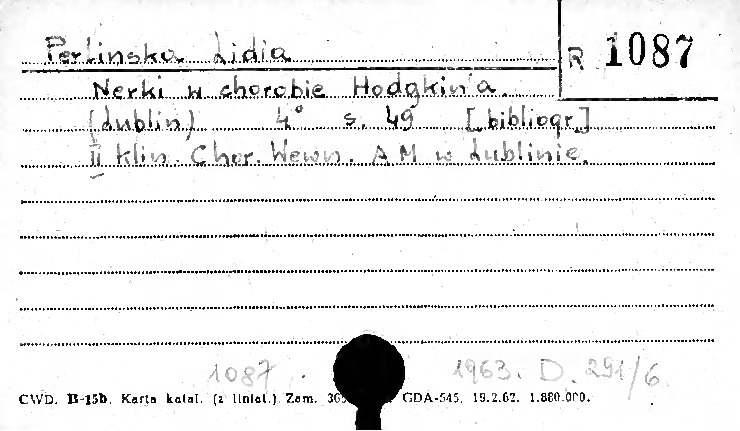 Perlinska Lidia R 1087
Nerki w chorobie Hodgkin'a.
(Lublin) 4° s. 49 [bibliogr.]
II klin. Chor. Wewn. AM w Lublinie.
1087. 1963. D. 291/6
CWD. B-15b. Karta katal. (z liniat.). Zam. GDA-545. 19.2.62. 1.880.000.